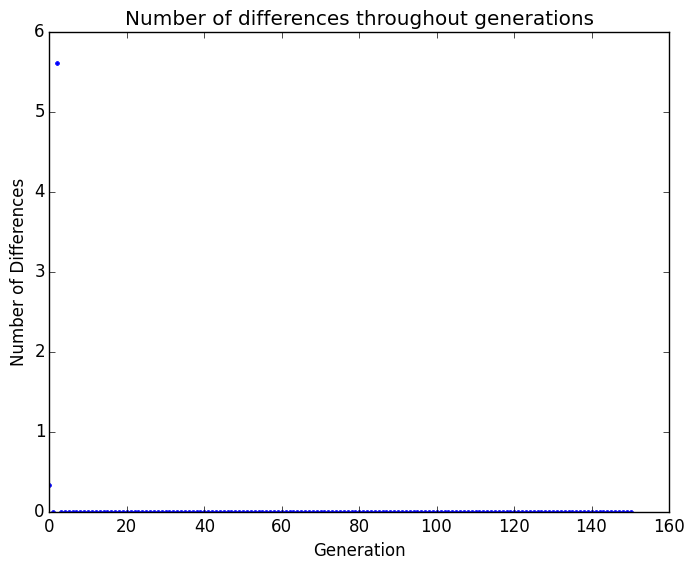 Number of differences throughout generations
6
5
4
3
2
1
0
Number of Differences
0 20 40 60 80 100 120 140 160
Generation